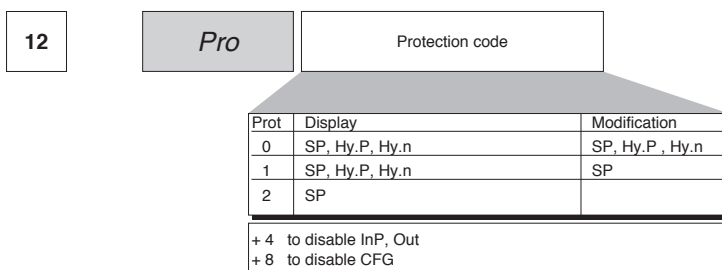 12 Pro Protection code
Prot Display Modification
0 SP, Hy.P, Hy.n SP, Hy.P , Hy.n
1 SP, Hy.P, Hy.n SP
2 SP
+ 4 to disable InP, Out
+ 8 to disable CFG